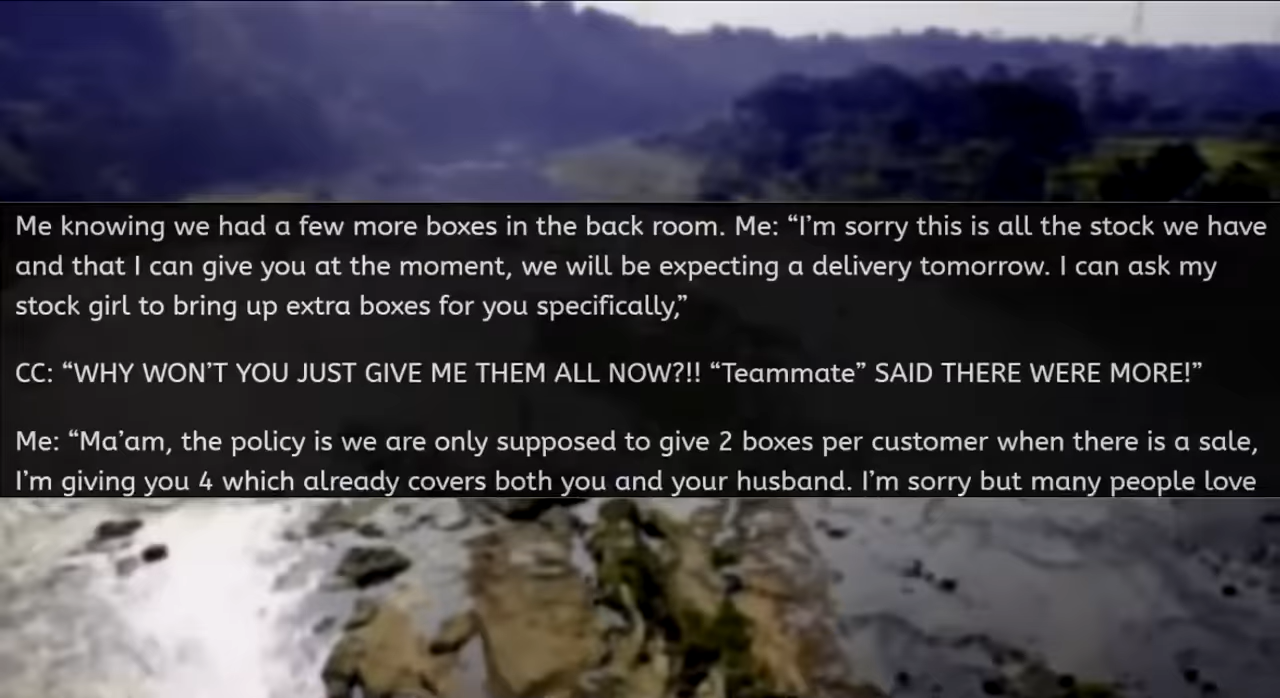 Me knowing we had a few more boxes in the back room. Me: “I’m sorry this is all the stock we have
and that I can give you at the moment, we will be expecting a delivery tomorrow. I can ask my
stock girl to bring up extra boxes for you specifically,”
CC: “WHY WON’T YOU JUST GIVE ME THEM ALL NOW?!! “Teammate” SAID THERE WERE MORE!”
Me: “Ma’am, the policy is we are only supposed to give 2 boxes per customer when there is a sale,
I’m giving you 4 which already covers both you and your husband. I’m sorry but many people love